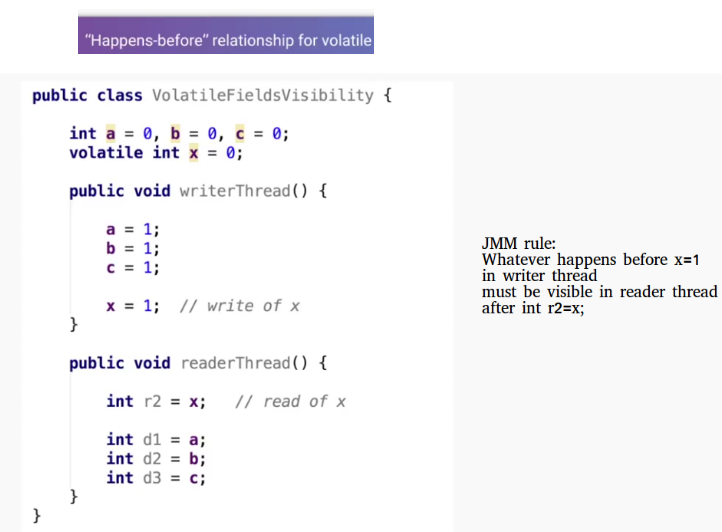 "Happens-before" relationship for volatile
public class VolatileFieldsVisibility {
int a = 0, b = 0, c = 0;
volatile int x = 0;
public void writerThread() {
a = 1;
b = 1;
c = 1;
x = 1; // write of x
}
public void readerThread() {
int r2 = x; // read of x
int d1 = a;
int d2 = b;
int d3 = c;
}
}
JMM rule:
Whatever happens before x=1
in writer thread
must be visible in reader thread
after int r2=x;